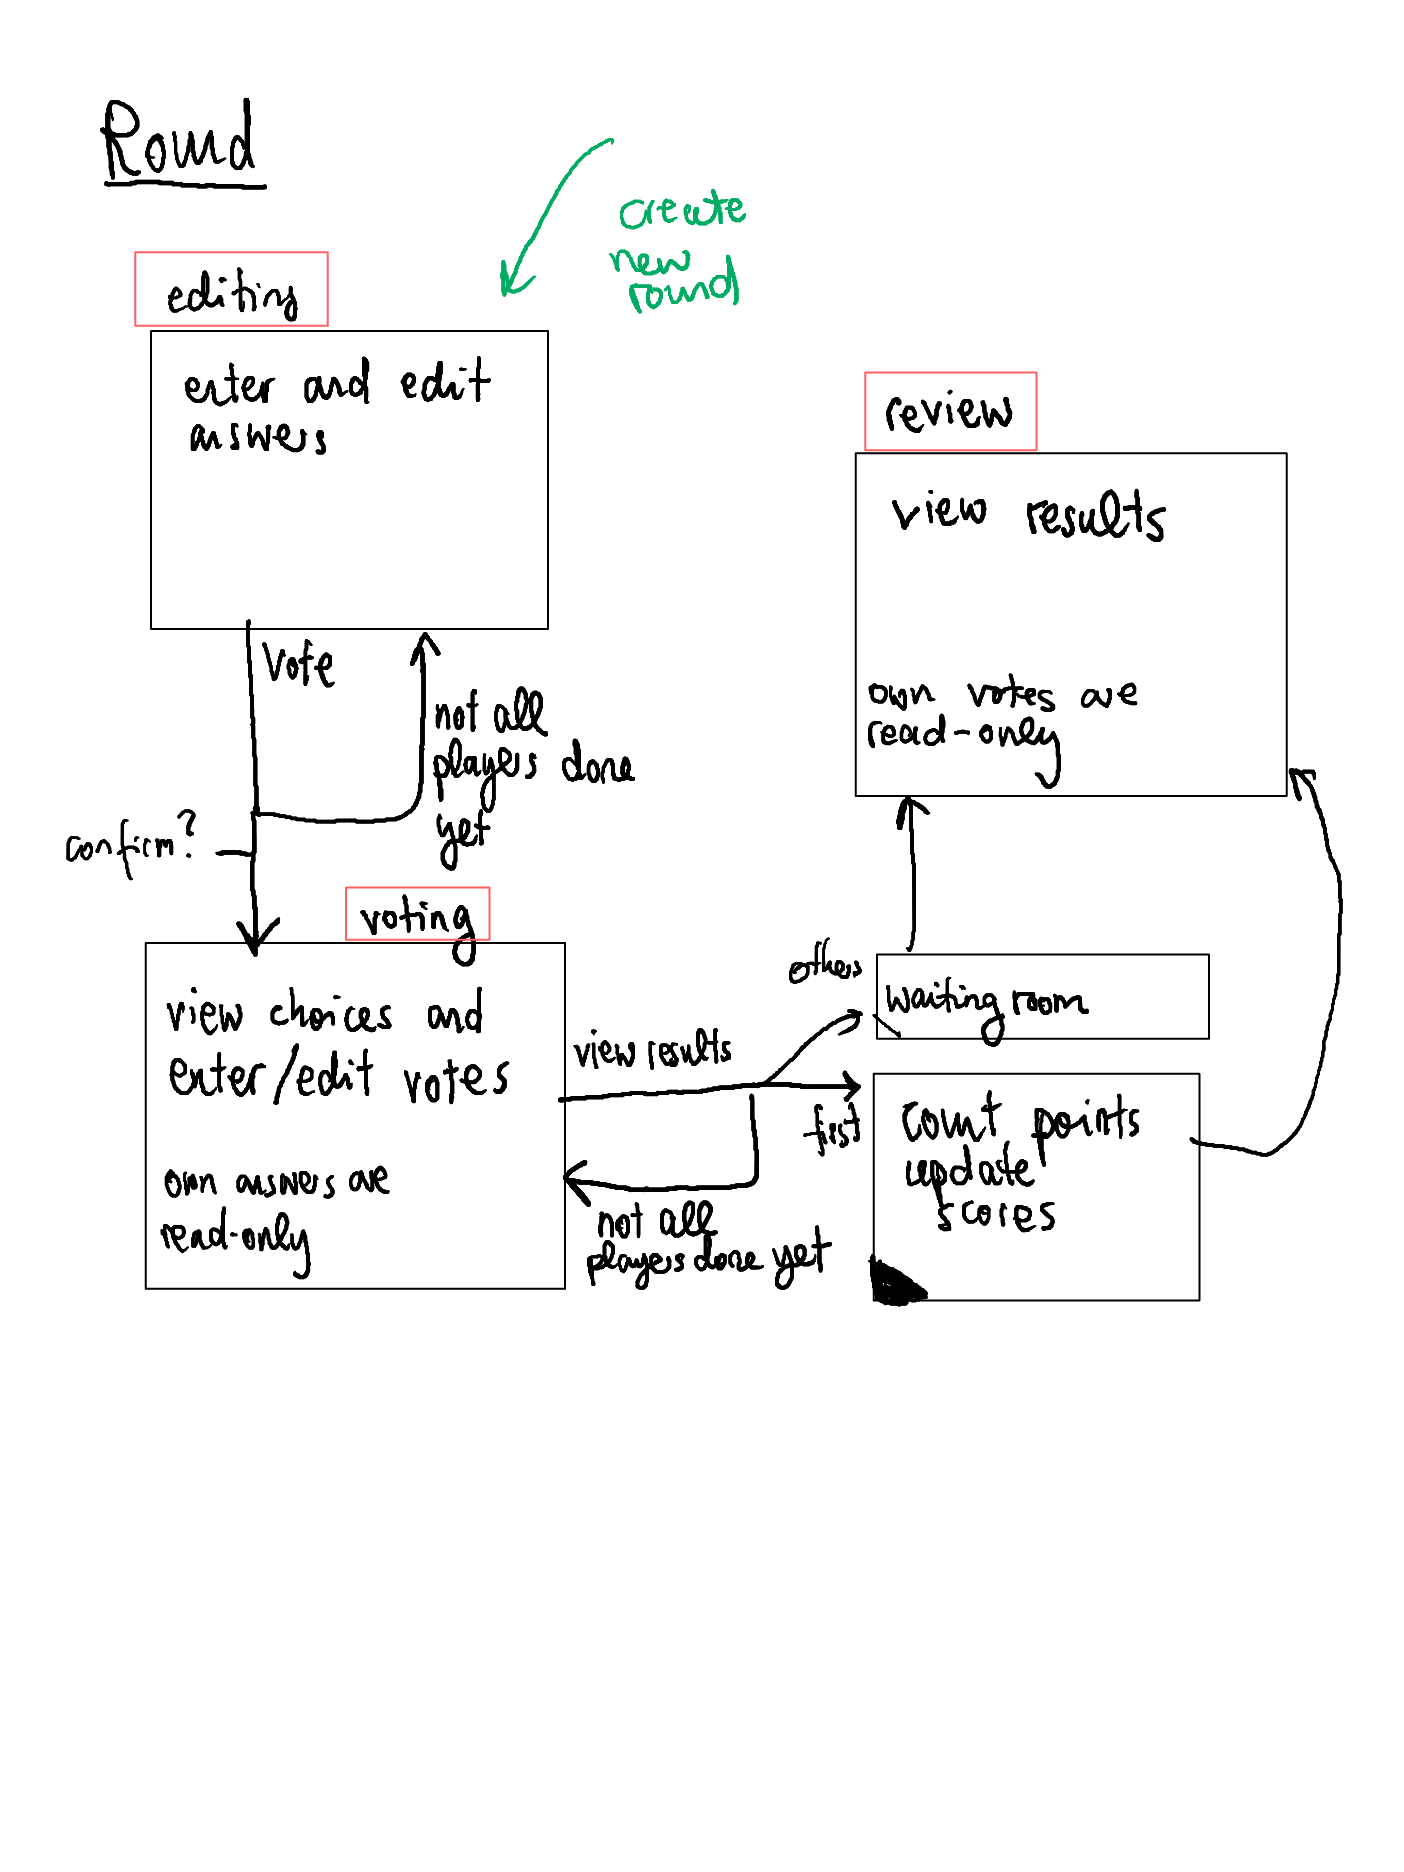 Round
create
new
round
editing
enter and edit
answers
Vote
not all
players done
yet
confirm?
voting
view choices and
enter/edit votes
own answers are
read-only
view results
not all
players done yet
others
first
waiting room
count points
update
scores
review
view results
own votes are
read-only